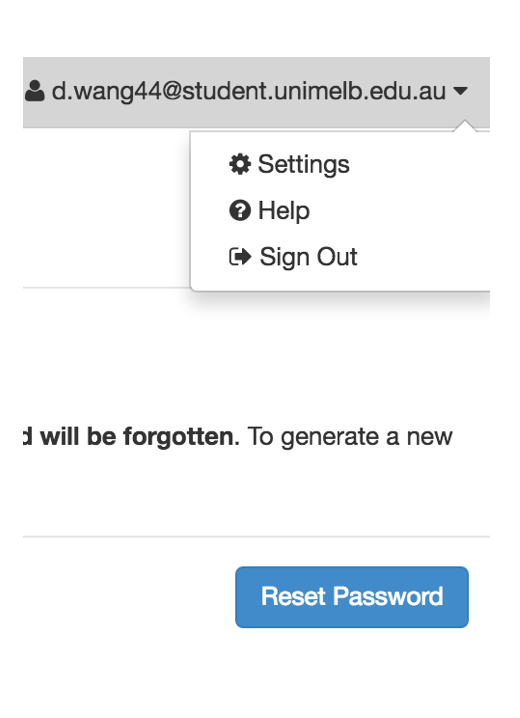 d.wang44@student.unimelb.edu.au
Settings
Help
Sign Out
will be forgotten. To generate a new
Reset Password